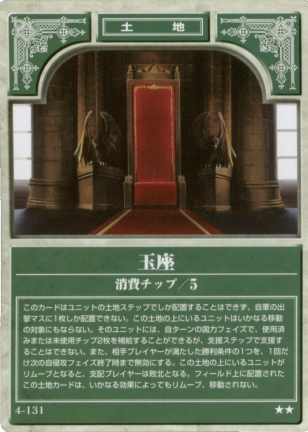 土 地
玉座
消費チップ／5
このカードはユニットの土地ステップでしか配置することはできず、自軍の出
撃マスに1枚しか配置できない。この土地の上にいるユニットはいかなる移動
の対象にもならない。そのユニットには、自ターンの国力フェイズで、使用済
みまたは未使用チップ2枚を補給することができるが、支援ステップで支援す
ることはできない。また、相手プレイヤーが満たした勝利条件の1つを、1回だ
け次の自侵攻フェイズ終了時まで無効にする。この土地の上にいるユニットが
リムーブとなると、支配プレイヤーは敗北となる。フィールド上に配置された
この土地カードは、いかなる効果によってもリムーブ、移動されない。
4-131
★★